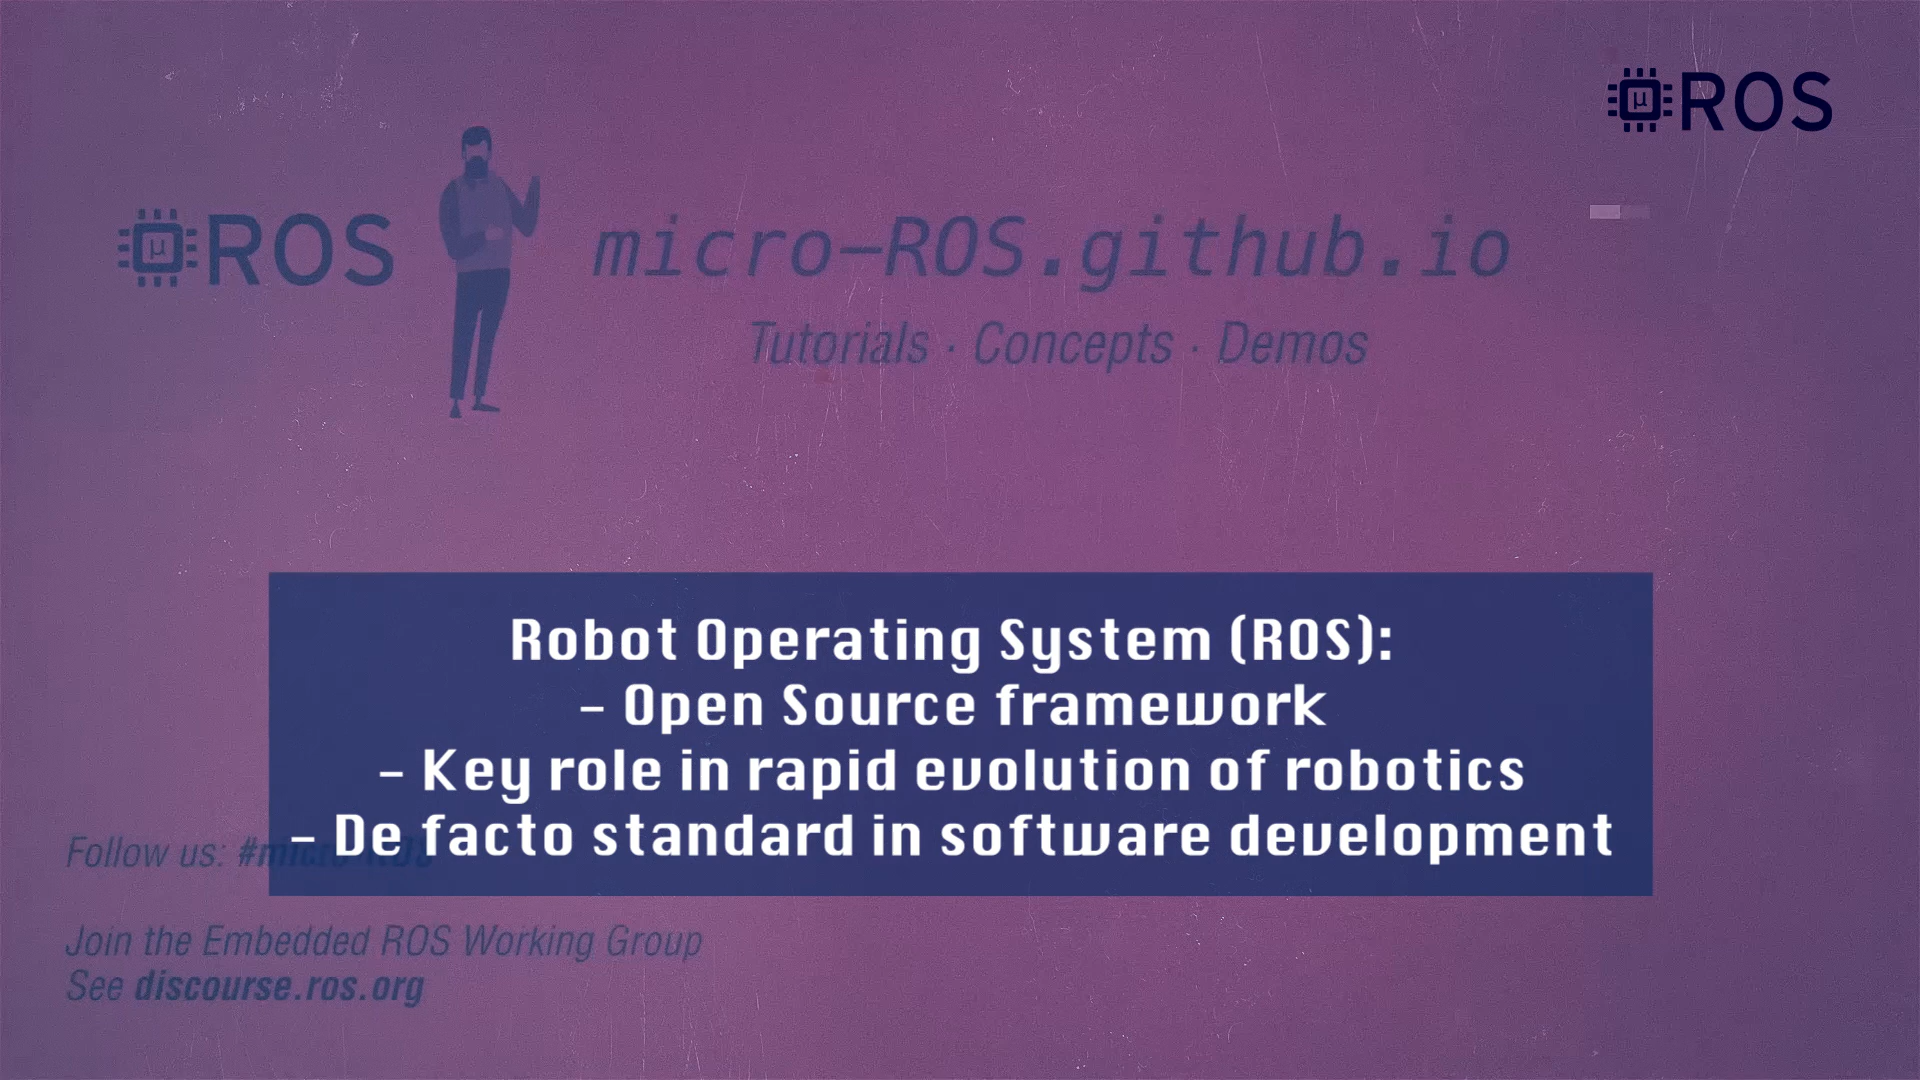 µROS
µROS
micro-ROS.github.io
Tutorials · Concepts · Demos
Robot Operating System (ROS):
- Open Source framework
- Key role in rapid evolution of robotics
- De facto standard in software development
Follow us:
Join the Embedded ROS Working Group
See discourse.ros.org